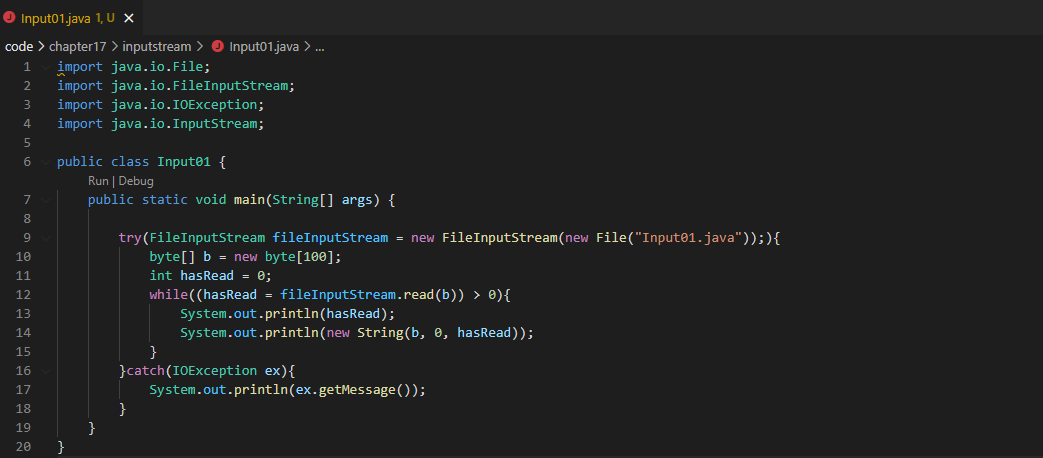 Input01.java 1, U
code > chapter17 > inputstream > Input01.java > ...
1 import java.io.File;
2 import java.io.FileInputStream;
3 import java.io.IOException;
4 import java.io.InputStream;
5
6 public class Input01 {
Run | Debug
7 public static void main(String[] args) {
8
9 try(FileInputStream fileInputStream = new FileInputStream(new File("Input01.java"));){
10 byte[] b = new byte[100];
11 int hasRead = 0;
12 while((hasRead = fileInputStream.read(b)) > 0){
13 System.out.println(hasRead);
14 System.out.println(new String(b, 0, hasRead));
15 }
16 }catch(IOException ex){
17 System.out.println(ex.getMessage());
18 }
19 }
20 }